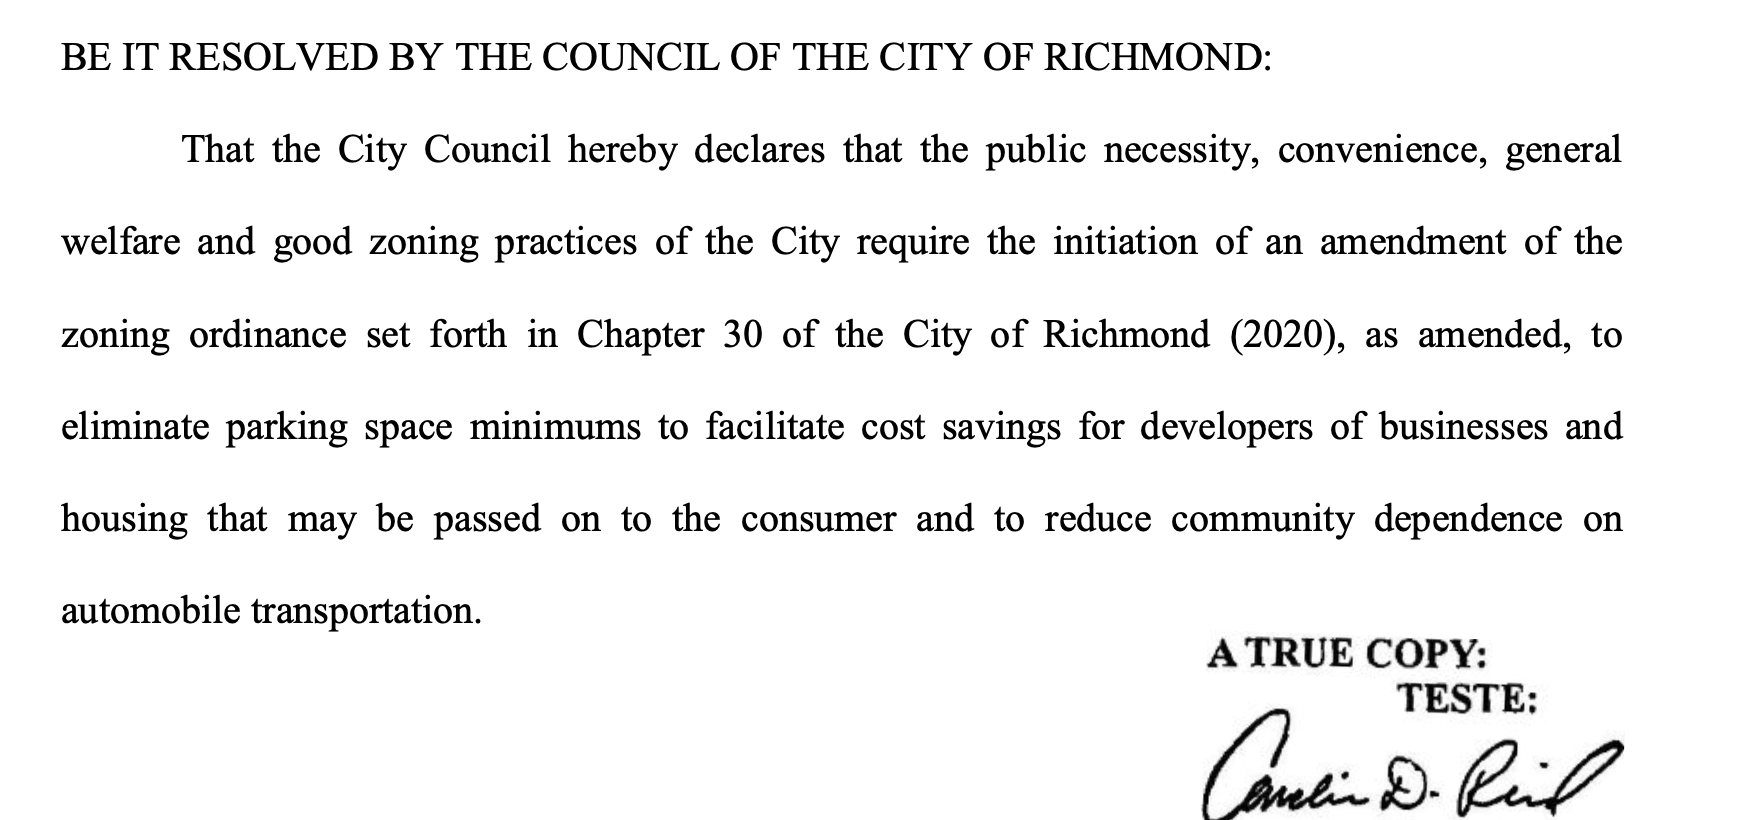 BE IT RESOLVED BY THE COUNCIL OF THE CITY OF RICHMOND:
That the City Council hereby declares that the public necessity, convenience, general
welfare and good zoning practices of the City require the initiation of an amendment of the
zoning ordinance set forth in Chapter 30 of the City of Richmond (2020), as amended, to
eliminate parking space minimums to facilitate cost savings for developers of businesses and
housing that may be passed on to the consumer and to reduce community dependence on
automobile transportation.
A TRUE COPY:
TESTE:
D. Reid